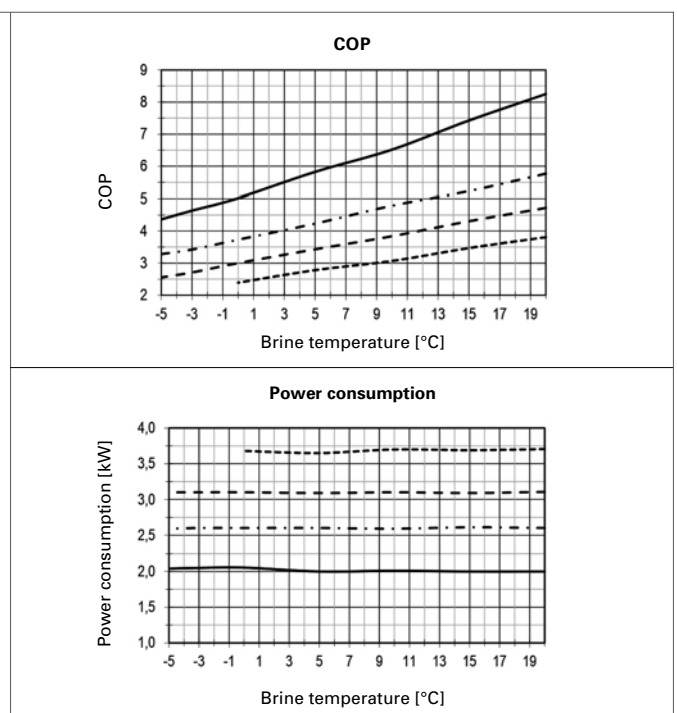 COP
9
8
7
6
5
4
3
2
COP
-5 -3 -1 1 3 5 7 9 11 13 15 17 19
Brine temperature [°C]
Power consumption
4,0
3,5
3,0
2,5
2,0
1,5
1,0
Power consumption [kW]
-5 -3 -1 1 3 5 7 9 11 13 15 17 19
Brine temperature [°C]